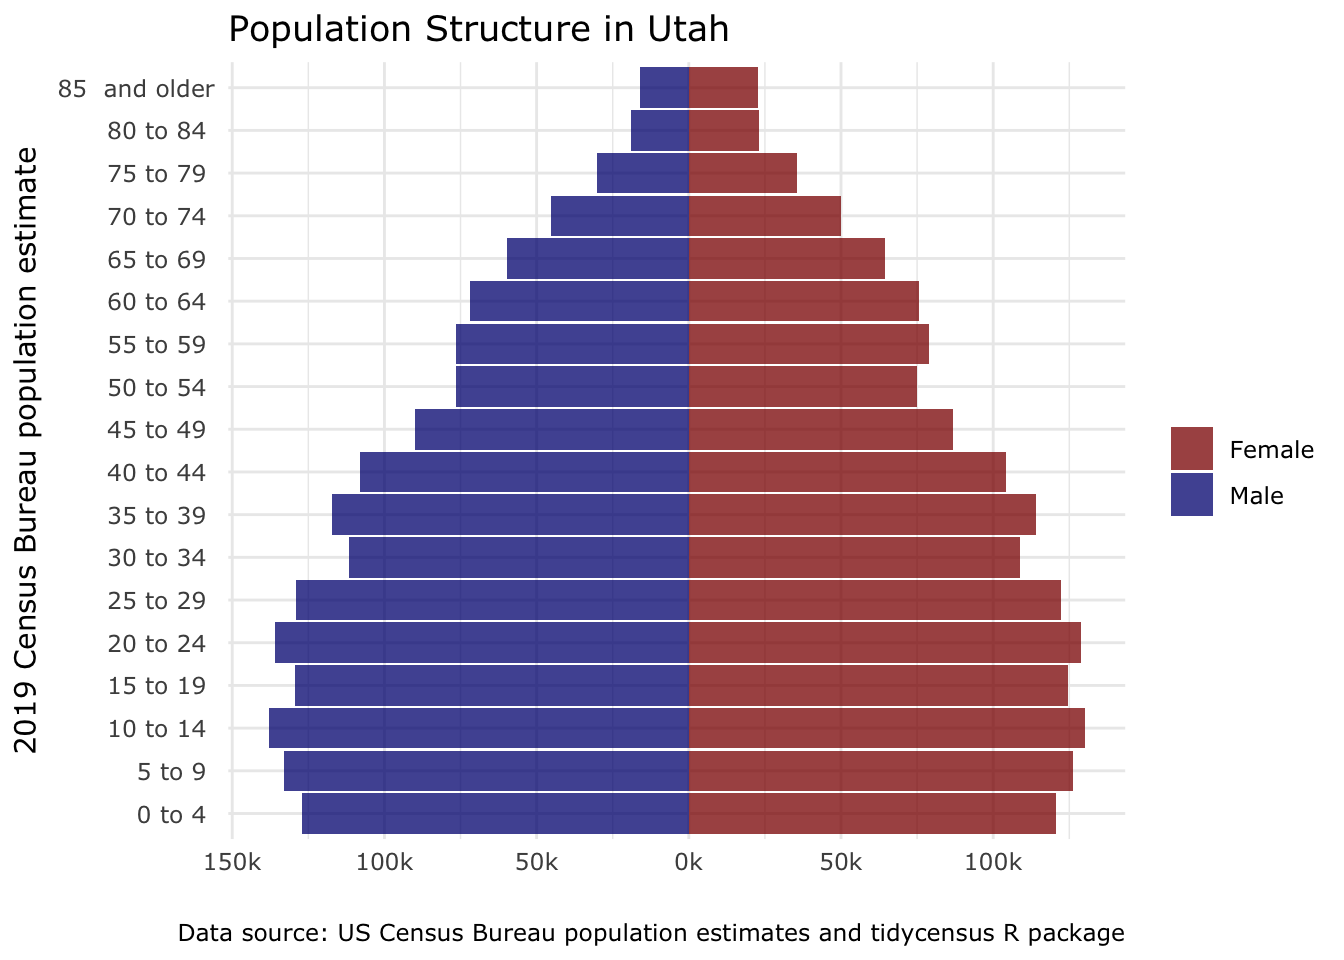 Population Structure in Utah
2019 Census Bureau population estimate
85  and older
80 to 84
75 to 79
70 to 74
65 to 69
60 to 64
55 to 59
50 to 54
45 to 49
40 to 44
35 to 39
30 to 34
25 to 29
20 to 24
15 to 19
10 to 14
5 to 9
0 to 4
150k 100k 50k 0k 50k 100k
Female
Male
Data source: US Census Bureau population estimates and tidycensus R package